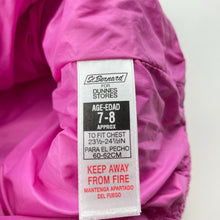 St. Bernard
FOR
DUNNES
STORES
AGE-EDAD
7-8
APPROX
TO FIT CHEST
23½-24½IN
PARA EL PECHO
60-62CM
KEEP AWAY
FROM FIRE
MANTENGA APARTADO
DEL FUEGO